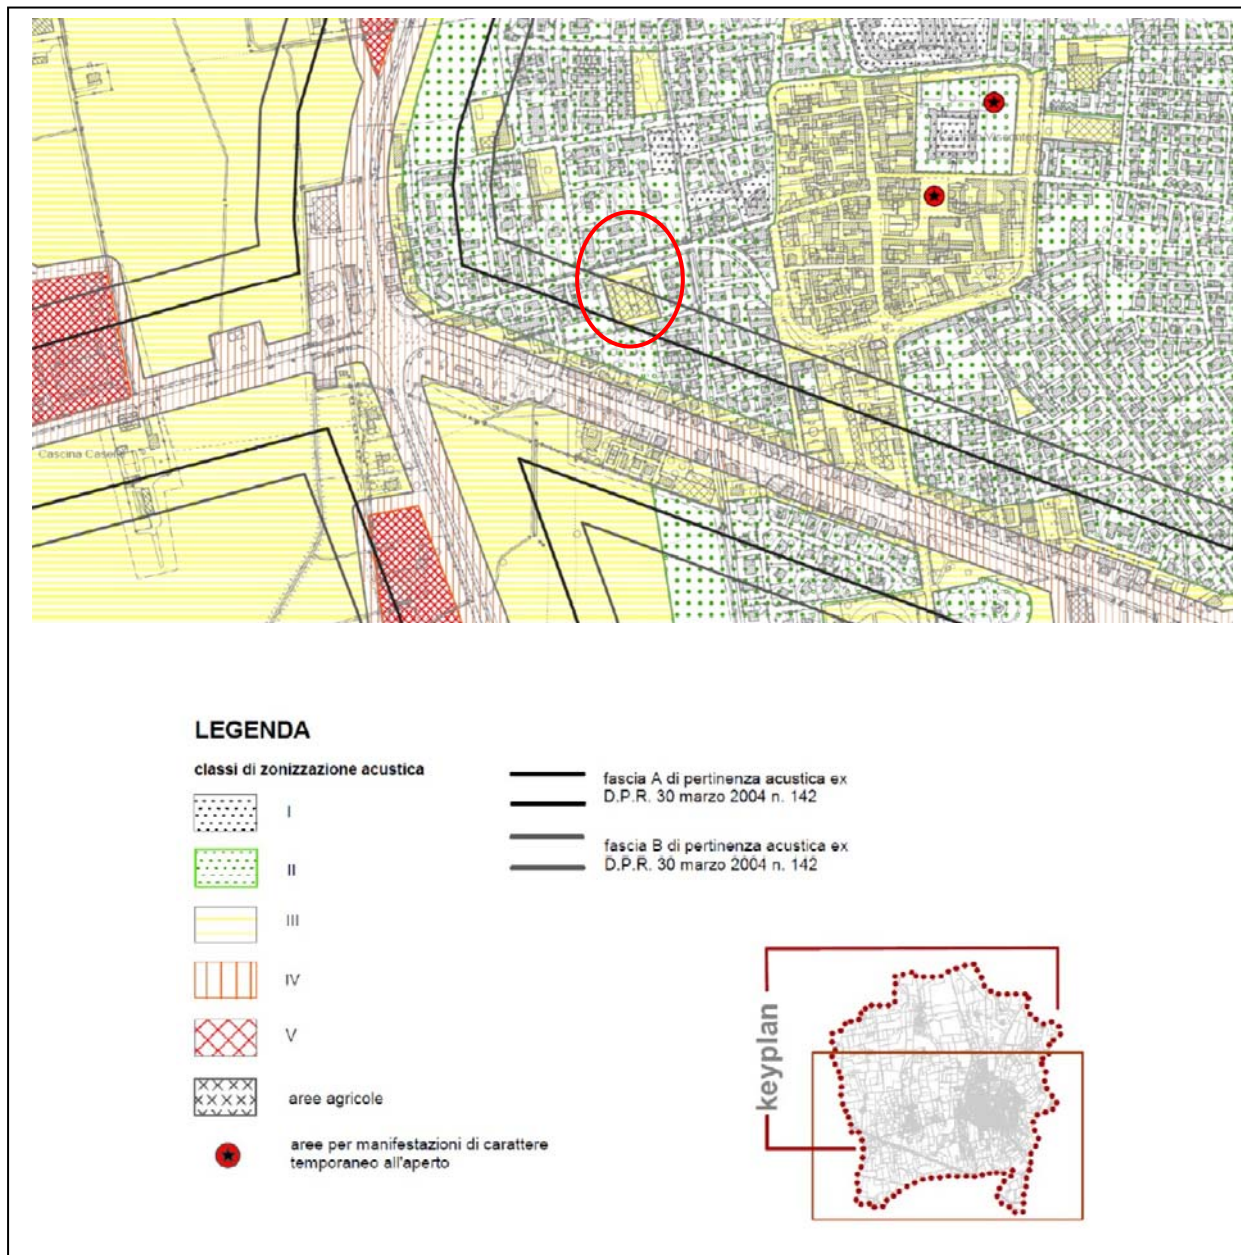 Cascina Case
LEGENDA
classi di zonizzazione acustica
I
II
III
IV
V
aree agricole
aree per manifestazioni di carattere
temporaneo all'aperto
fascia A di pertinenza acustica ex
D.P.R. 30 marzo 2004 n. 142
fascia B di pertinenza acustica ex
D.P.R. 30 marzo 2004 n. 142
keyplan